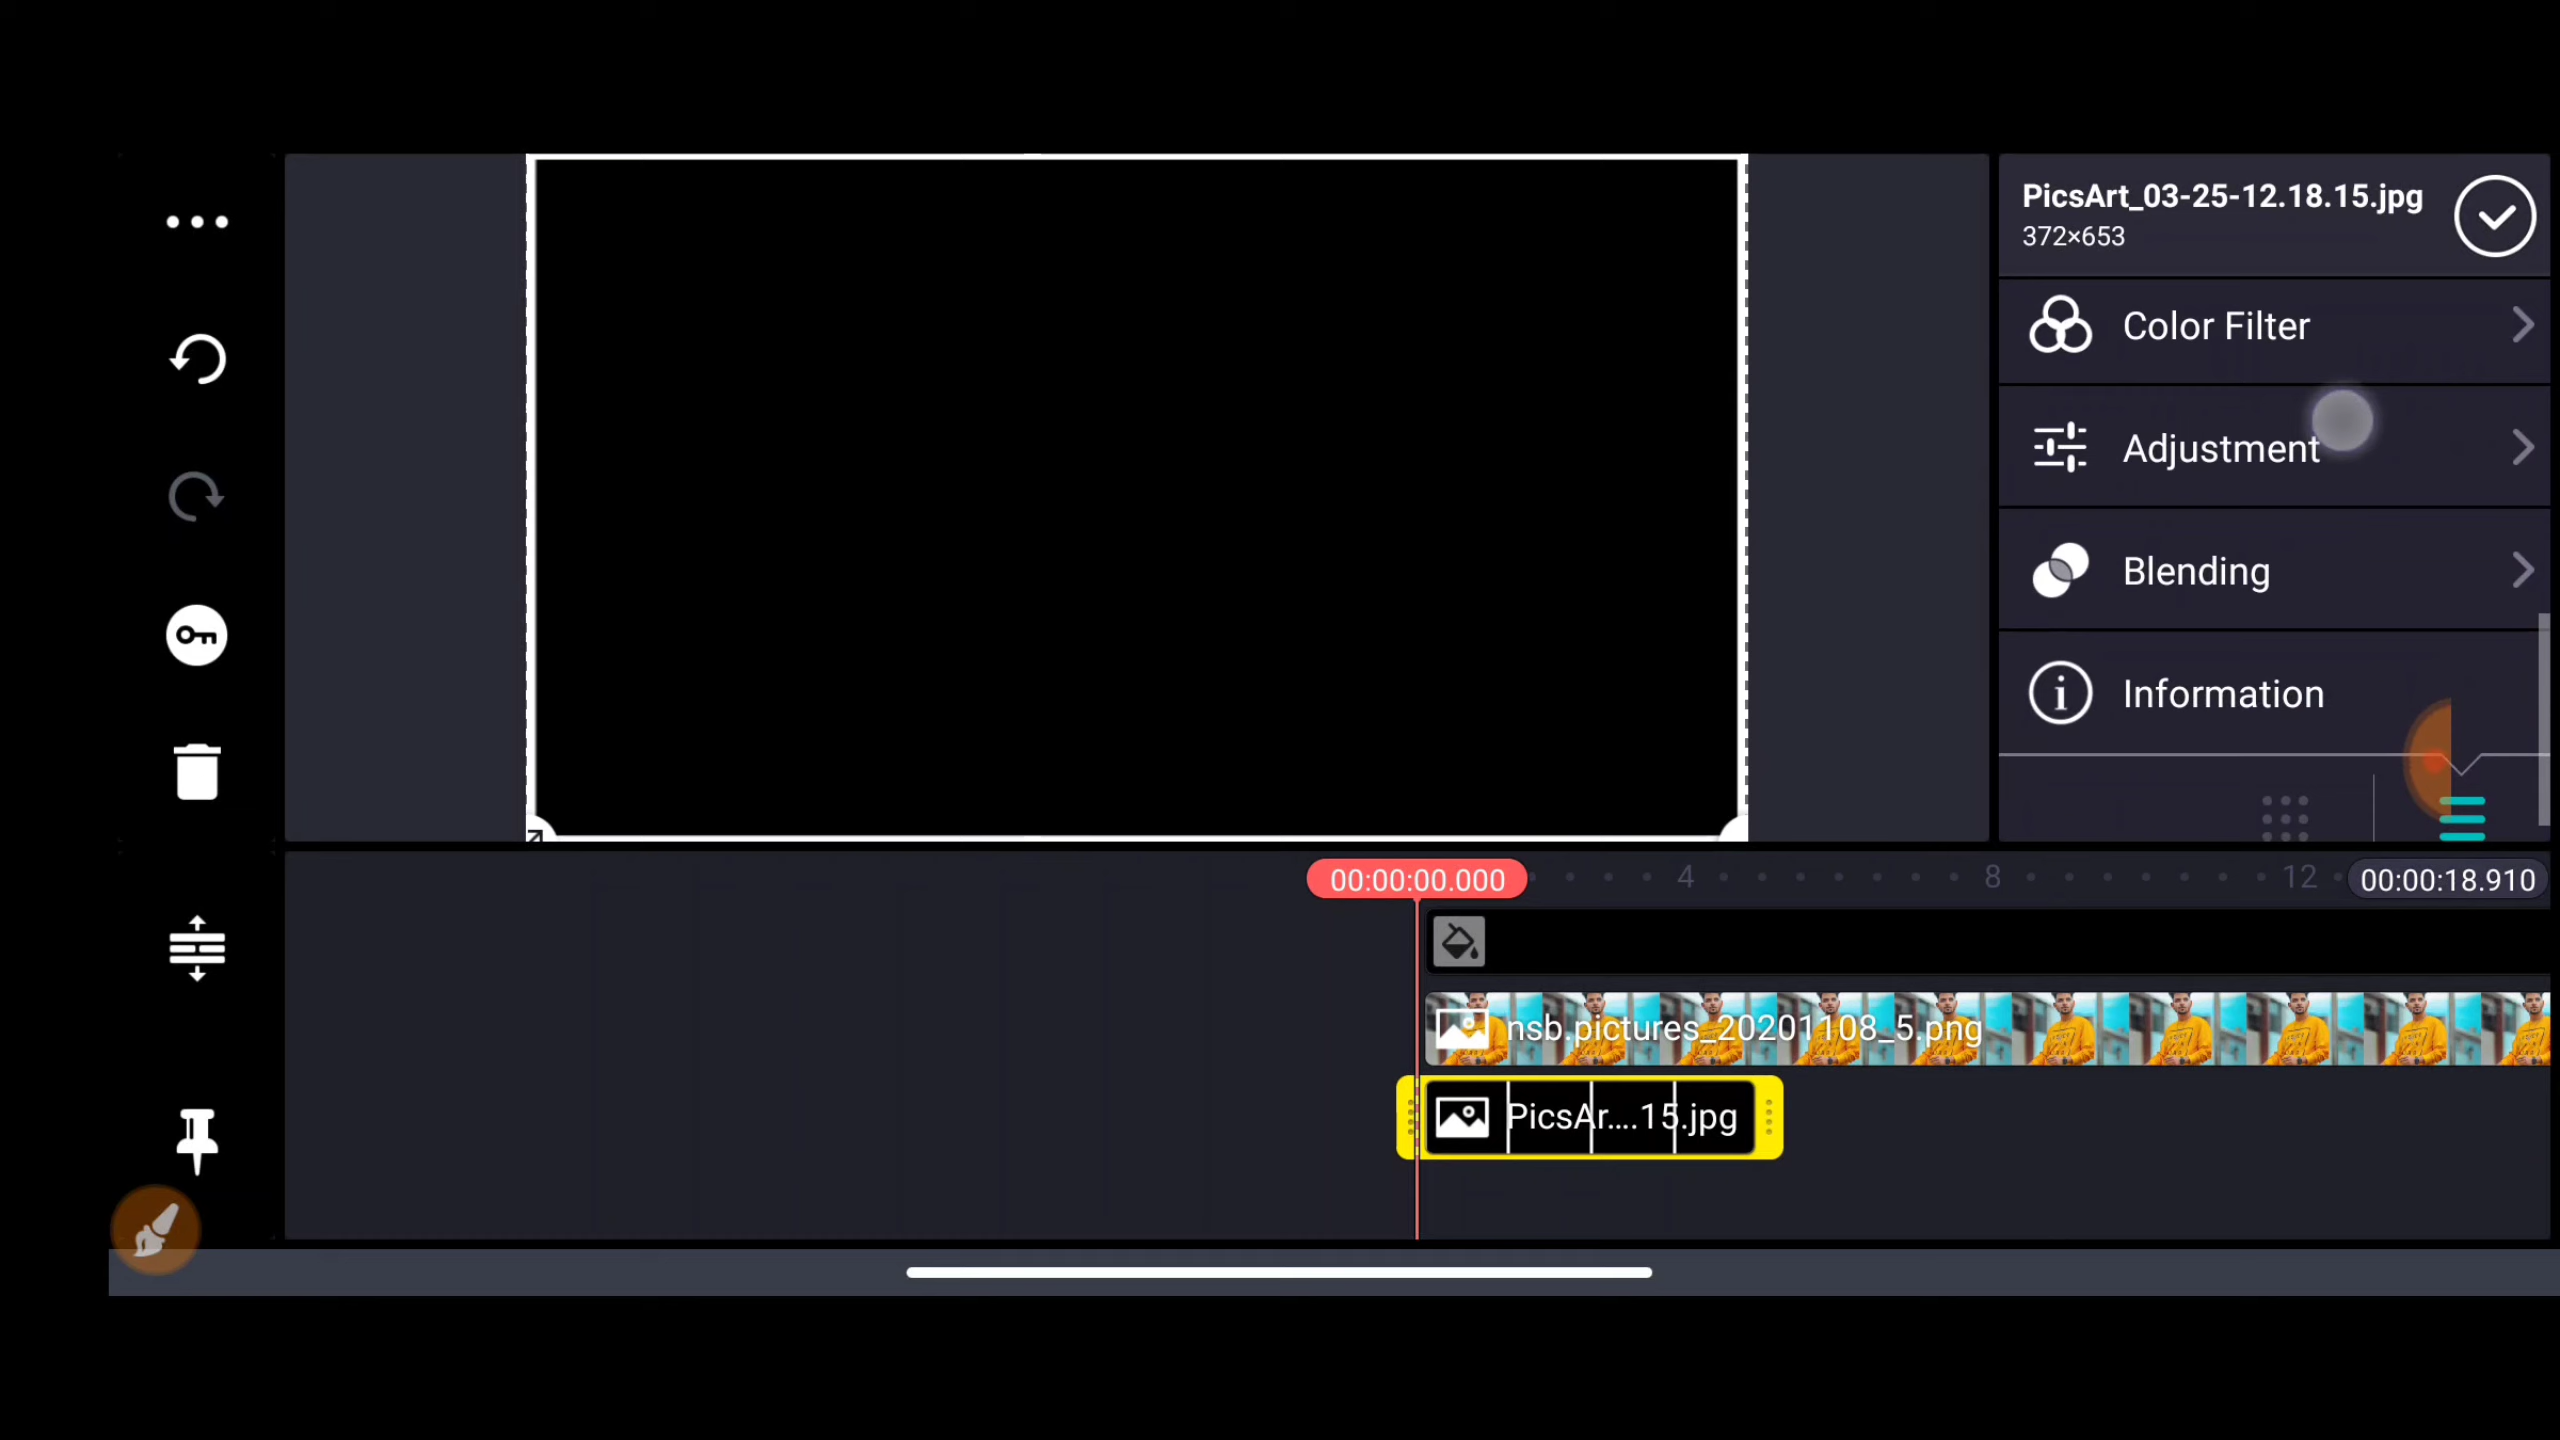 PicsArt_03-25-12.18.15.jpg
372×653
Color Filter
Adjustment
Blending
Information
00:00:00.000
4
8
12
00:00:18.910
nsb.pictures_20201108_5.png
PicsAr....15.jpg